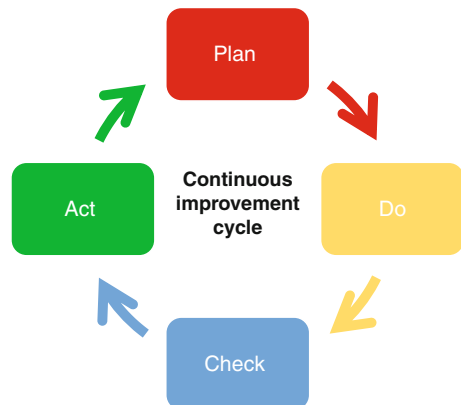 Plan
Act
Continuous
improvement
cycle
Do
Check